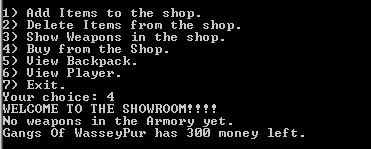 1) Add Items to the shop.
2) Delete Items from the shop.
3) Show Weapons in the shop.
4) Buy from the Shop.
5) View Backpack.
6) View Player.
7) Exit.
Your choice: 4
WELCOME TO THE SHOWROOM!!!!
No weapons in the Armory yet.
Gangs Of WasseyPur has 300 money left.